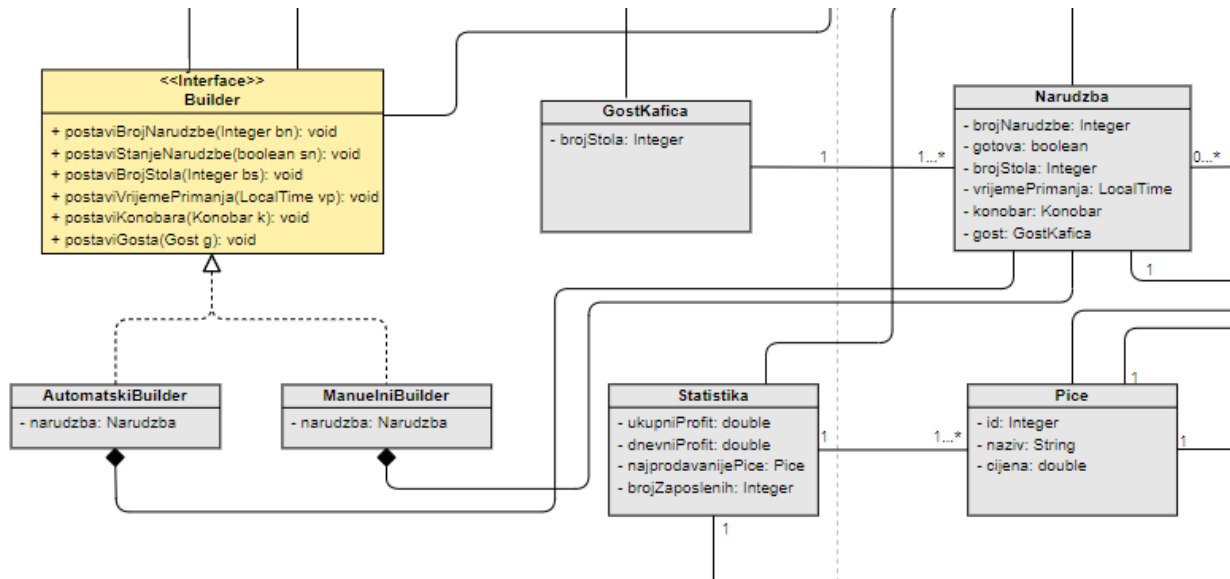 <<Interface>>
Builder
+ postaviBrojNarudzbe(Integer bn): void
+ postaviStanjeNarudzbe(boolean sn): void
+ postaviBrojStola(Integer bs): void
+ postaviVrijemePrimanja(LocalTime vp): void
+ postaviKonobara(Konobar k): void
+ postaviGosta(Gost g): void
GostKafica
- brojStola: Integer
1
1...*
Narudzba
- brojNarudzbe: Integer
- gotova: boolean
- brojStola: Integer
- vrijemePrimanja: LocalTime
- konobar: Konobar
- gost: GostKafica
0...*
1
AutomatskiBuilder
- narudzba: Narudzba
ManuelniBuilder
- narudzba: Narudzba
Statistika
- ukupniProfit: double
- dnevniProfit: double
- najprodavanijePice: Pice
- brojZaposlenih: Integer
1
1...*
1
Pice
- id: Integer
- naziv: String
- cijena: double
1
1